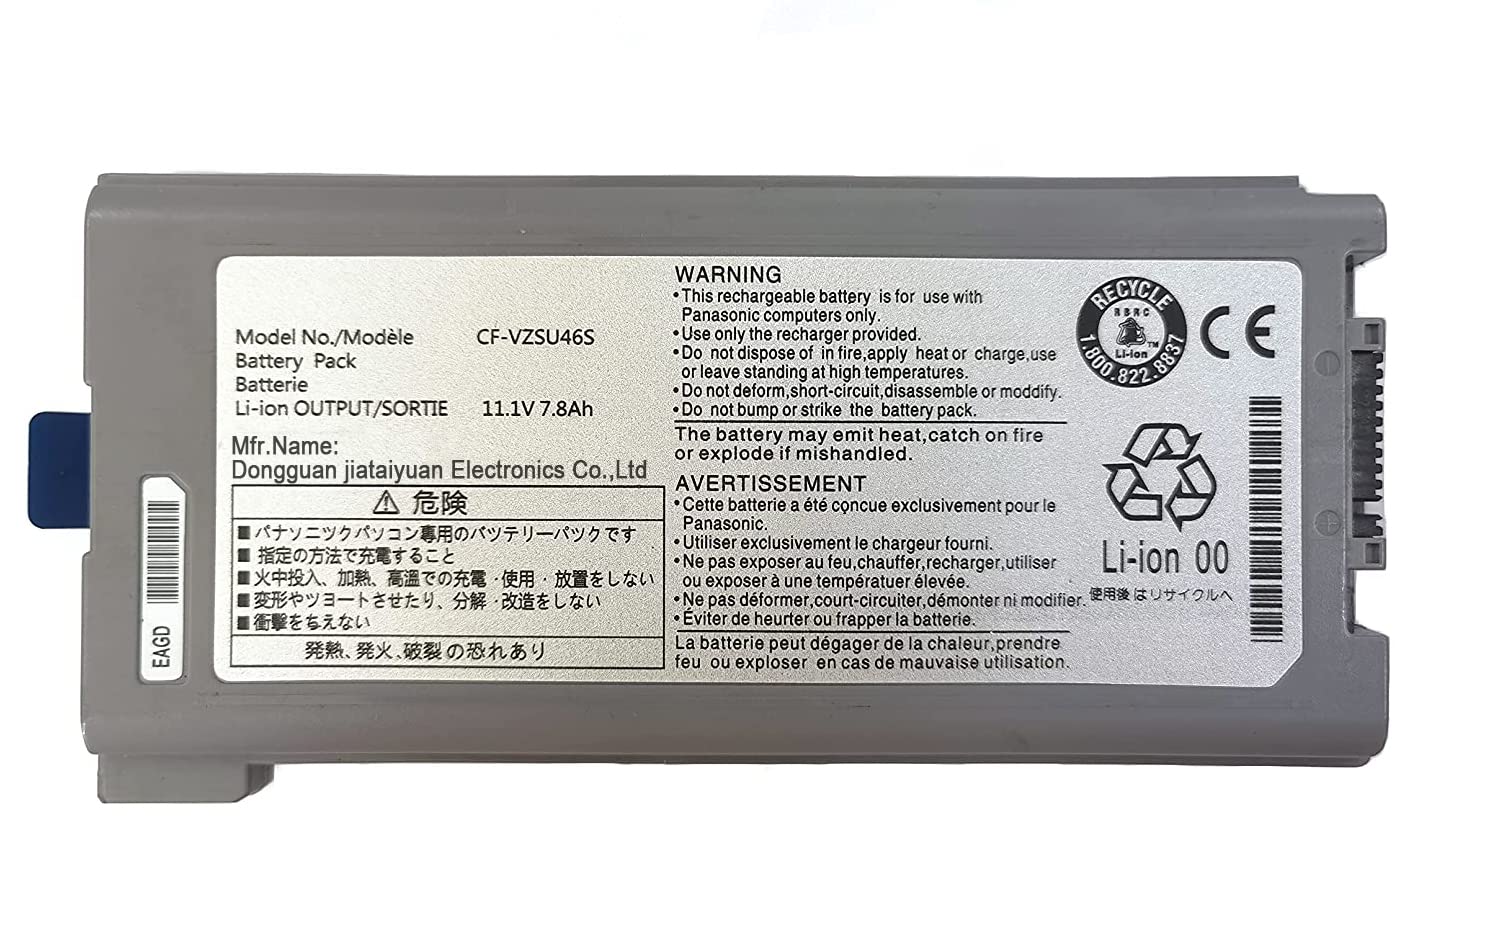 Model No./Modèle CF-VZSU46S
Battery Pack
Batterie
Li-ion OUTPUT/SORTIE 11.1V 7.8Ah
Mfr.Name:
Dongguan jiataiyuan Electronics Co.,Ltd
⚠ 危険
■パナソニックパソコン専用のバッテリーパックです
■指定の方法で充電すること
■火中投入、加熱、高温での充電・使用・放置をしない
■変形やツヨートさせたり、分解・改造をしない
■衝撃をちえない
発熱、発火、破裂の恐れあり
EAGD
WARNING
•This rechargeable battery is for use with
Panasonic computers only.
•Use only the recharger provided.
•Do not dispose of in fire,apply heat or charge,use
or leave standing at high temperatures.
•Do not deform,short-circuit,disassemble or moddify.
•Do not bump or strike the battery pack.
The battery may emit heat,catch on fire
or explode if mishandled.
AVERTISSEMENT
•Cette batterie a été conçue exclusivement pour le
Panasonic.
•Utiliser exclusivement le chargeur fourni.
•Ne pas exposer au feu,chauffer,recharger,utiliser
ou exposer à une températuer élevée.
•Ne pas déformer,court-circuiter,démonter ni modifier.
•Éviter de heurter ou frapper la batterie.
La batterie peut dégager de la chaleur,prendre
feu ou exploser en cas de mauvaise utilisation.
RECYCLE
RBRC
TM
Li-ion
1.800.822.8837
CE
Li-ion 00
使用後はリサイクルへ